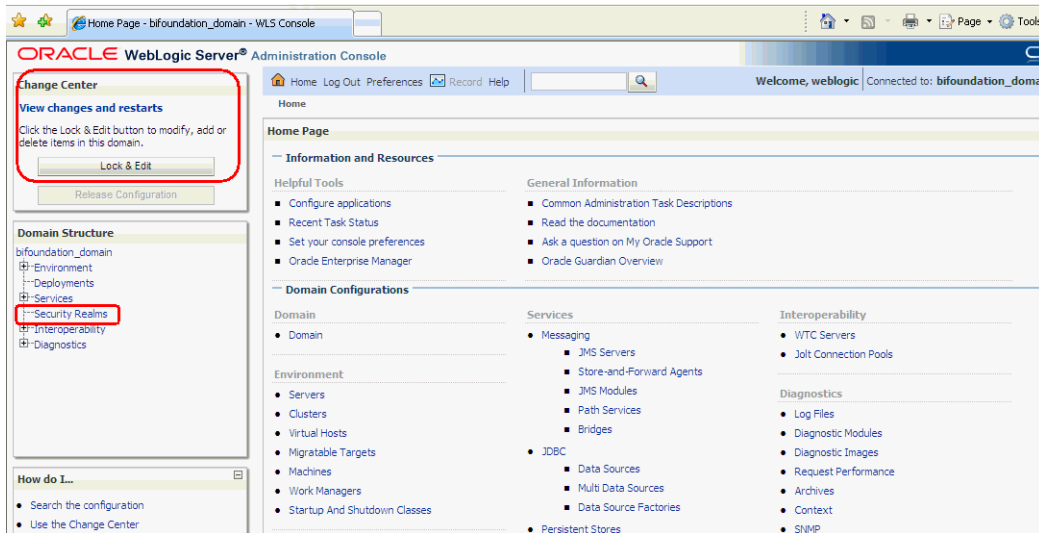 Home Page - bifoundation_domain - WLS Console
Page
Tools
ORACLE WebLogic Server® Administration Console
Change Center
View changes and restarts
Click the Lock & Edit button to modify, add or
delete items in this domain.
Lock & Edit
Release Configuration
Domain Structure
bifoundation_domain
Environment
Deployments
Services
Security Realms
Interoperability
Diagnostics
How do I...
Search the configuration
Use the Change Center
Home Log Out Preferences Record Help
Welcome, weblogic Connected to: bifoundation_doma
Home
Home Page
Information and Resources
Helpful Tools
Configure applications
Recent Task Status
Set your console preferences
Oracle Enterprise Manager
General Information
Common Administration Task Descriptions
Read the documentation
Ask a question on My Oracle Support
Oracle Guardian Overview
Domain Configurations
Domain
Domain
Environment
Servers
Clusters
Virtual Hosts
Migratable Targets
Machines
Work Managers
Startup And Shutdown Classes
Services
Messaging
JMS Servers
Store-and-Forward Agents
JMS Modules
Path Services
Bridges
JDBC
Data Sources
Multi Data Sources
Data Source Factories
Persistent Stores
Interoperability
WTC Servers
Jolt Connection Pools
Diagnostics
Log Files
Diagnostic Modules
Diagnostic Images
Request Performance
Archives
Context
SNMP